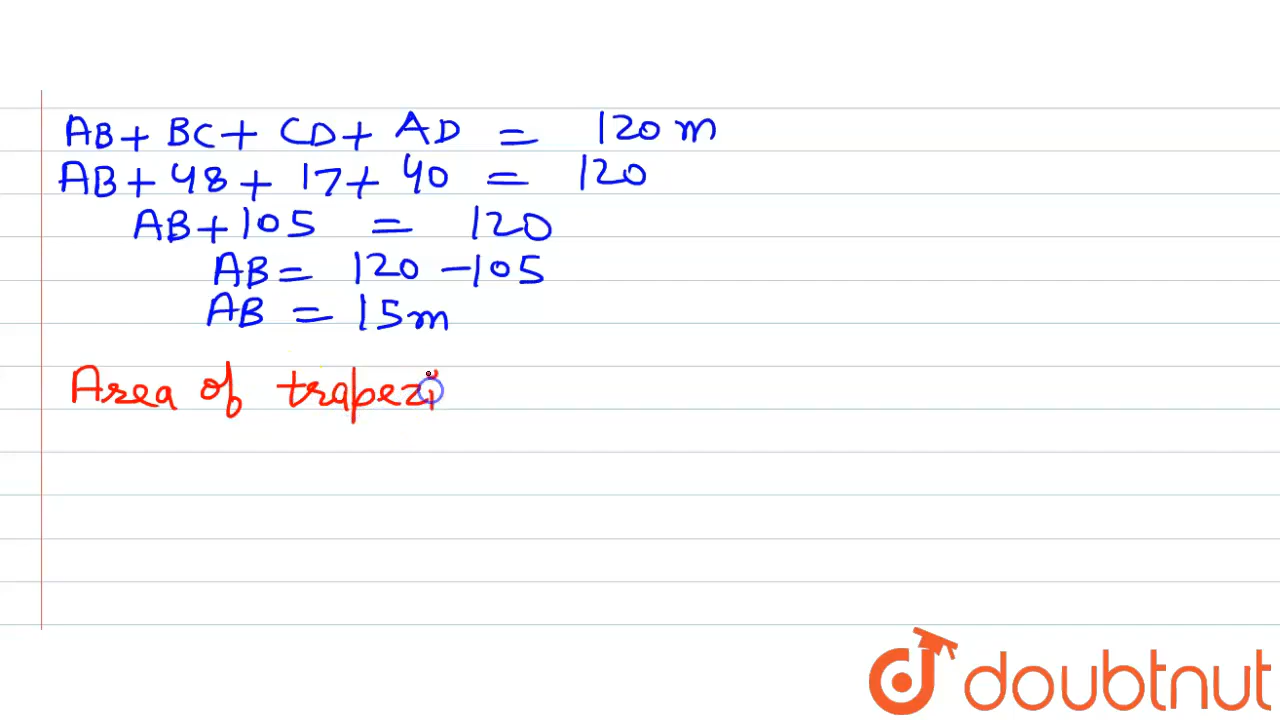 AB + BC + CD + AD = 120 m
AB + 48 + 17 + 40 = 120
AB + 105 = 120
AB = 120 - 105
AB = 15m
Area of trapezi
doubtnut